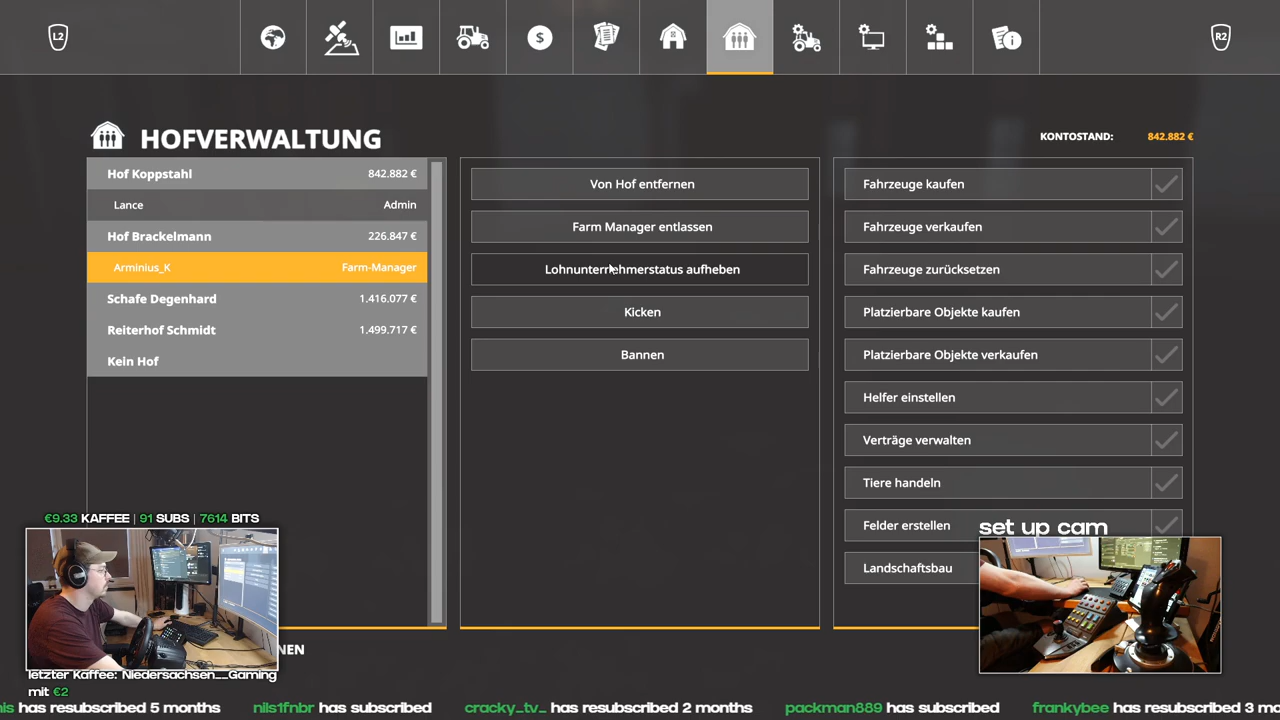 L2
R2
HOFVERWALTUNG
KONTOSTAND: 842.882 €
Hof Koppstahl 842.882 €
Lance Admin
Hof Brackelmann 226.847 €
Arminius_K Farm-Manager
Schafe Degenhard 1.416.077 €
Reiterhof Schmidt 1.499.717 €
Kein Hof
Von Hof entfernen
Farm Manager entlassen
Lohnunternehmerstatus aufheben
Kicken
Bannen
Fahrzeuge kaufen
Fahrzeuge verkaufen
Fahrzeuge zurücksetzen
Platzierbare Objekte kaufen
Platzierbare Objekte verkaufen
Helfer einstellen
Verträge verwalten
Tiere handeln
Felder erstellen
Landschaftsbau
€9.33 KAFFEE | 91 SUBS | 7614 BITS
set up cam
NEN
letzter Kaffee: Niedersachsen__Gaming
mit €2
nis has resubscribed 5 months nils1fnbr has subscribed cracky_tv_ has resubscribed 2 months packman889 has subscribed frankybee has resubscribed 3 mo